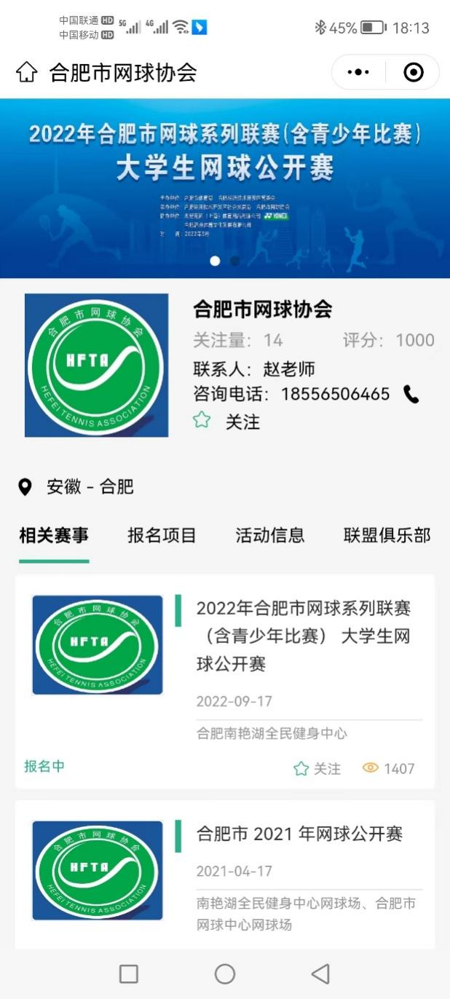 中国联通 HD 5G 4G 45% 18:13
中国移动 HD
合肥市网球协会
2022年合肥市网球系列联赛(含青少年比赛)
大学生网球公开赛
YONEX
合肥市网球协会
HFTA
HEFEI TENNIS ASSOCIATION
合肥市网球协会
关注量：14 评分：1000
联系人：赵老师
咨询电话：18556506465
关注
安徽 - 合肥
相关赛事 报名项目 活动信息 联盟俱乐部
合肥市网球协会
HFTA
HEFEI TENNIS ASSOCIATION
2022年合肥市网球系列联赛
（含青少年比赛） 大学生网
球公开赛
2022-09-17
合肥南艳湖全民健身中心
报名中 关注 1407
合肥市网球协会
HFTA
HEFEI TENNIS ASSOCIATION
合肥市 2021 年网球公开赛
2021-04-17
南艳湖全民健身中心网球场、合肥市
网球中心网球场